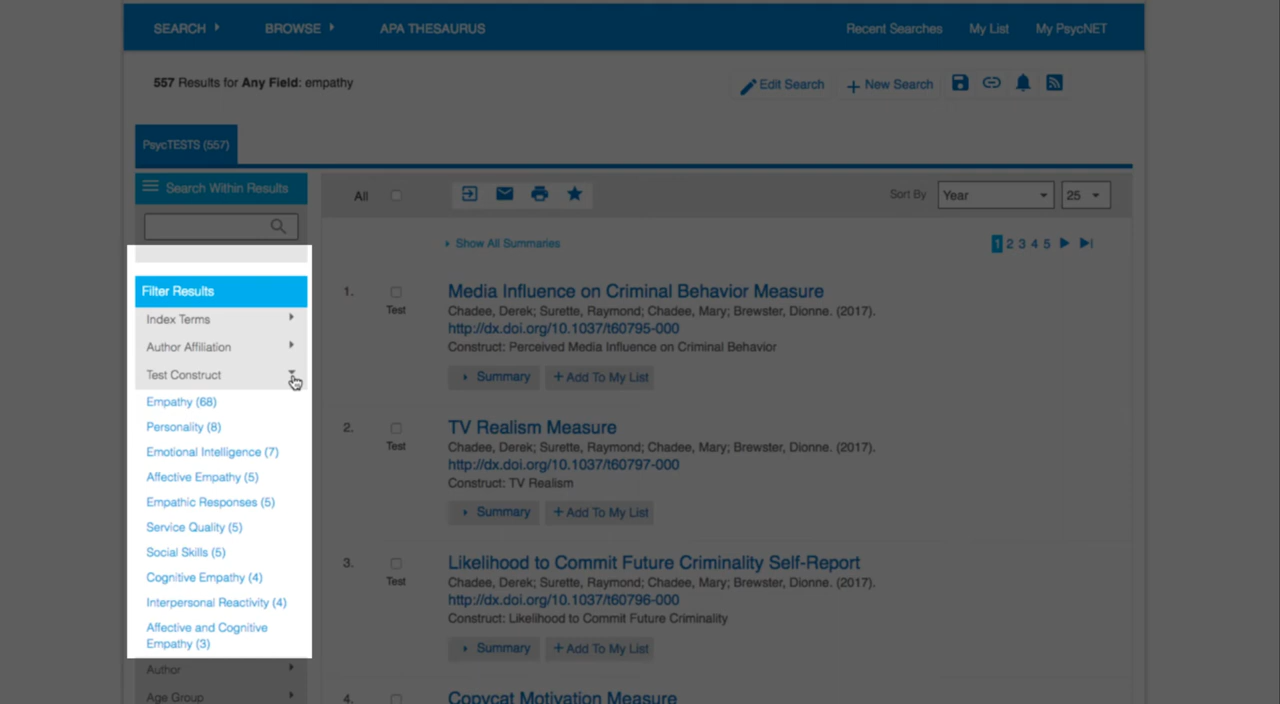 SEARCH BROWSE APA THESAURUS Recent Searches My List My PsycNET
557 Results for Any Field: empathy
Edit Search + New Search
PsycTESTS (557)
Search Within Results
All
Sort By Year 25
Show All Summaries
1 2 3 4 5
Filter Results
Index Terms
Author Affiliation
Test Construct
Empathy (68)
Personality (8)
Emotional Intelligence (7)
Affective Empathy (5)
Empathic Responses (5)
Service Quality (5)
Social Skills (5)
Cognitive Empathy (4)
Interpersonal Reactivity (4)
Affective and Cognitive
Empathy (3)
Author
Age Group
1. Media Influence on Criminal Behavior Measure
Test
Chadee, Derek; Surette, Raymond; Chadee, Mary; Brewster, Dionne. (2017).
http://dx.doi.org/10.1037/t60795-000
Construct: Perceived Media Influence on Criminal Behavior
Summary + Add To My List
2. TV Realism Measure
Test
Chadee, Derek; Surette, Raymond; Chadee, Mary; Brewster, Dionne. (2017).
http://dx.doi.org/10.1037/t60797-000
Construct: TV Realism
Summary + Add To My List
3. Likelihood to Commit Future Criminality Self-Report
Test
Chadee, Derek; Surette, Raymond; Chadee, Mary; Brewster, Dionne. (2017).
http://dx.doi.org/10.1037/t60796-000
Construct: Likelihood to Commit Future Criminality
Summary + Add To My List
4. Copycat Motivation Measure